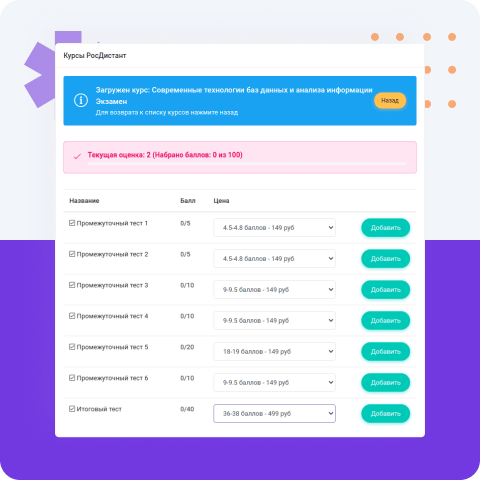 Курсы РосДистант
Загружен курс: Современные технологии баз данных и анализа информации
Экзамен
Для возврата к списку курсов нажмите назад
Назад
Текущая оценка: 2 (Набрано баллов: 0 из 100)
Название Балл Цена
Промежуточный тест 1 0/5 4.5-4.8 баллов - 149 руб Добавить
Промежуточный тест 2 0/5 4.5-4.8 баллов - 149 руб Добавить
Промежуточный тест 3 0/10 9-9.5 баллов - 149 руб Добавить
Промежуточный тест 4 0/10 9-9.5 баллов - 149 руб Добавить
Промежуточный тест 5 0/20 18-19 баллов - 149 руб Добавить
Промежуточный тест 6 0/10 9-9.5 баллов - 149 руб Добавить
Итоговый тест 0/40 36-38 баллов - 499 руб Добавить